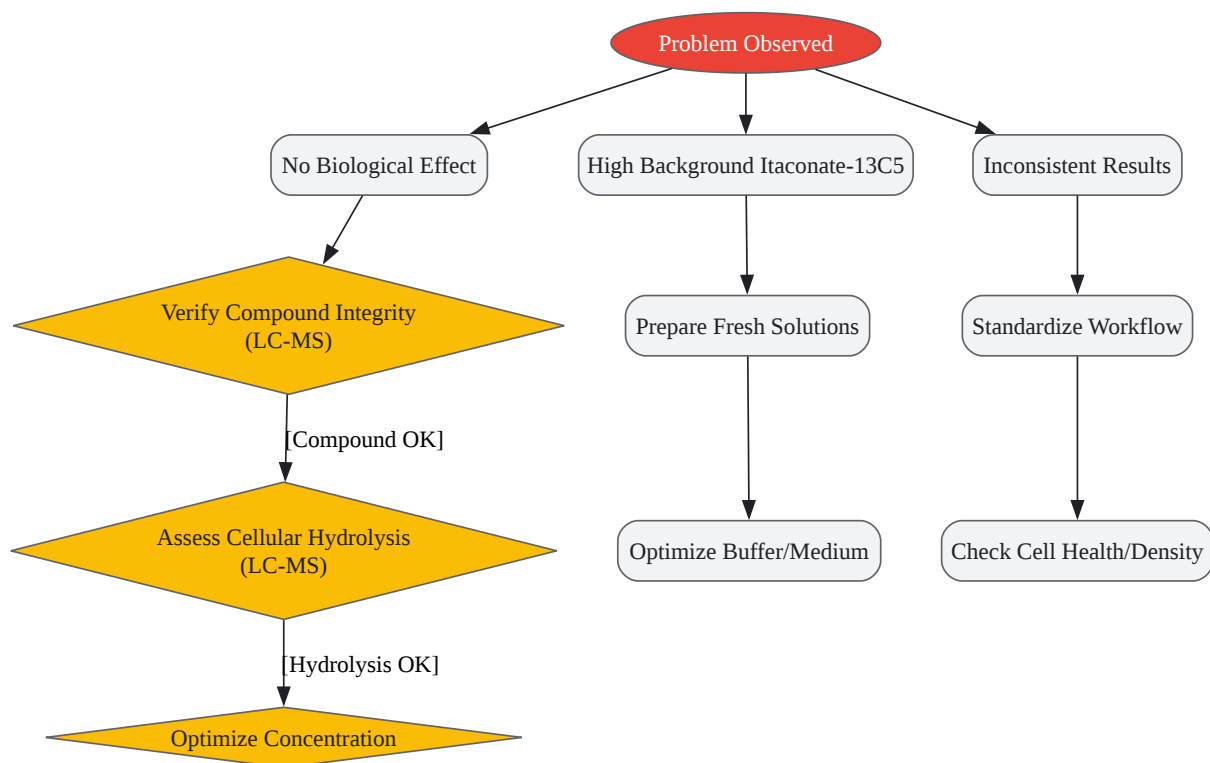 Problem Observed
No Biological Effect
High Background Itaconate-13C5
Inconsistent Results
Verify Compound Integrity
(LC-MS)
Prepare Fresh Solutions
Standardize Workflow
[Compound OK]
Assess Cellular Hydrolysis
(LC-MS)
Optimize Buffer/Medium
Check Cell Health/Density
[Hydrolysis OK]
Optimize Concentration